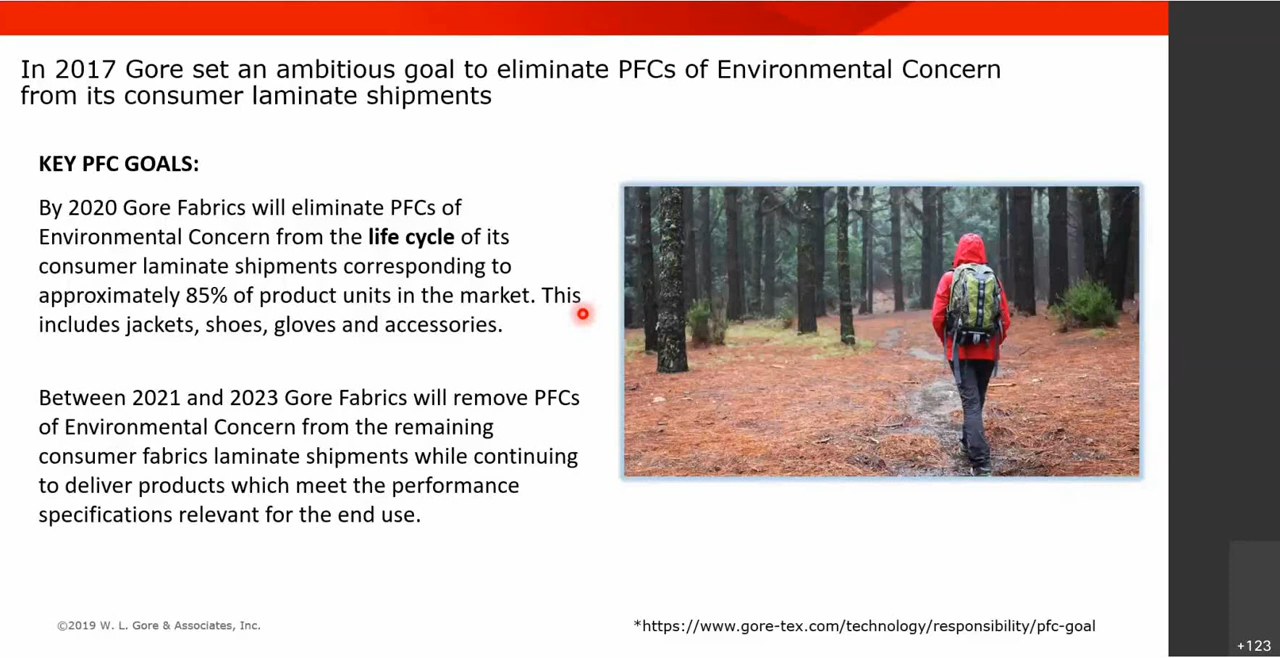 In 2017 Gore set an ambitious goal to eliminate PFCs of Environmental Concern
from its consumer laminate shipments
KEY PFC GOALS:
By 2020 Gore Fabrics will eliminate PFCs of
Environmental Concern from the life cycle of its
consumer laminate shipments corresponding to
approximately 85% of product units in the market. This
includes jackets, shoes, gloves and accessories.
Between 2021 and 2023 Gore Fabrics will remove PFCs
of Environmental Concern from the remaining
consumer fabrics laminate shipments while continuing
to deliver products which meet the performance
specifications relevant for the end use.
©2019 W. L. Gore & Associates, Inc.
*https://www.gore-tex.com/technology/responsibility/pfc-goal
+123